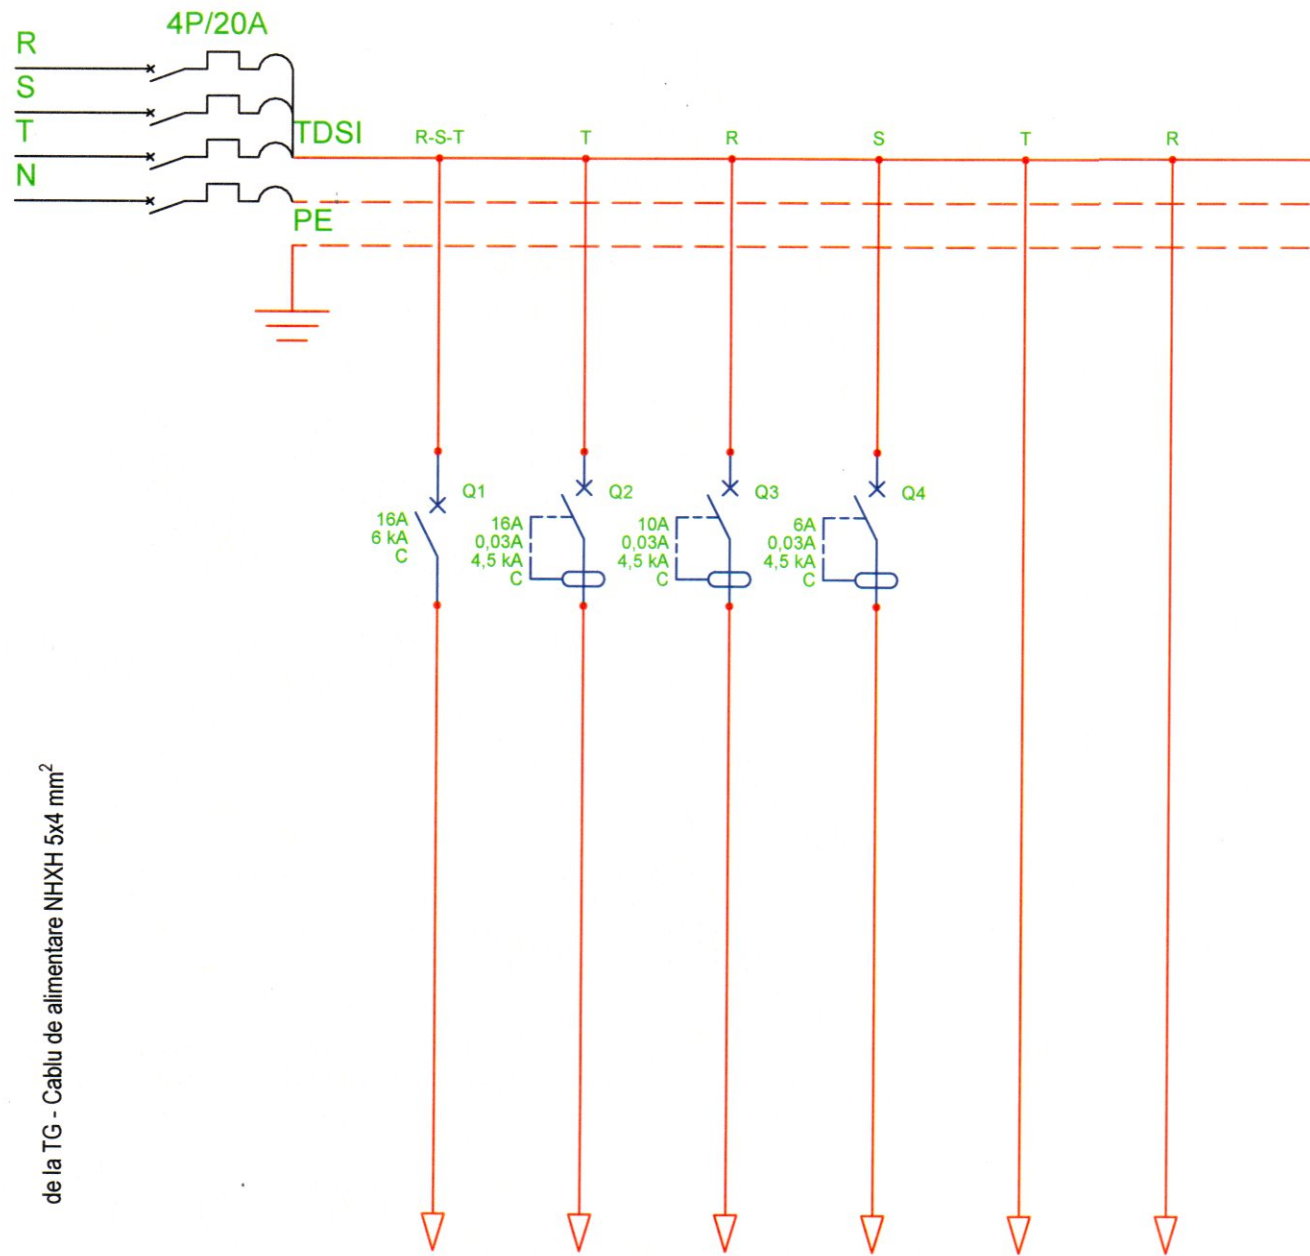 4P/20A
R
S
T
N
TDSI
PE
R-S-T
T
R
S
T
R
Q1
16A
6 kA
C
Q2
16A
0,03A
4,5 kA
C
Q3
10A
0,03A
4,5 kA
C
Q4
6A
0,03A
4,5 kA
C
de la TG - Cablu de alimentare NHXH 5x4 mm²